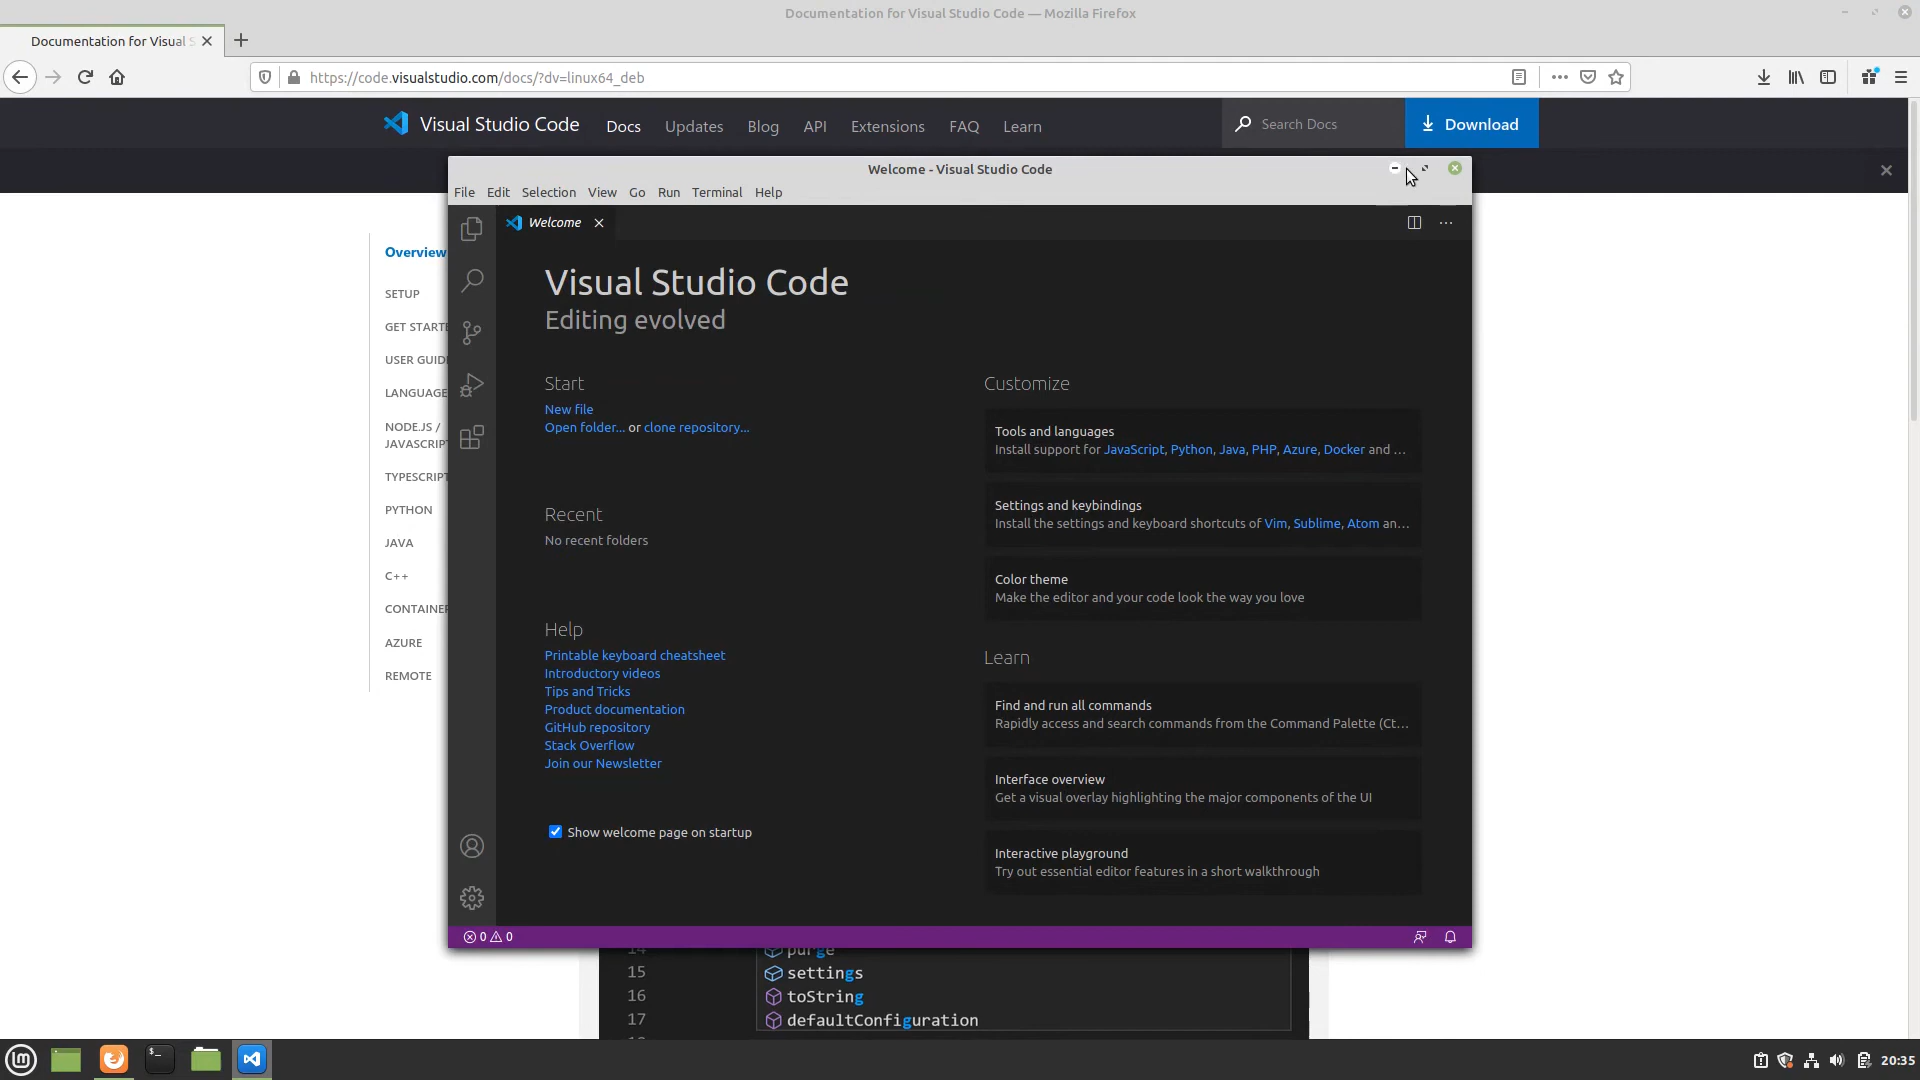 Documentation for Visual Studio Code — Mozilla Firefox
Documentation for Visual S
https://code.visualstudio.com/docs/?dv=linux64_deb
Visual Studio Code
Docs
Updates
Blog
API
Extensions
FAQ
Learn
Search Docs
Download
Welcome - Visual Studio Code
File Edit Selection View Go Run Terminal Help
Welcome
Overview
SETUP
GET STARTE
USER GUID
LANGUAGE
NODE.JS /
JAVASCRIPT
TYPESCRIPT
PYTHON
JAVA
C++
CONTAINER
AZURE
REMOTE
Visual Studio Code
Editing evolved
Start
New file
Open folder... or clone repository...
Recent
No recent folders
Help
Printable keyboard cheatsheet
Introductory videos
Tips and Tricks
Product documentation
GitHub repository
Stack Overflow
Join our Newsletter
Show welcome page on startup
Customize
Tools and languages
Install support for JavaScript, Python, Java, PHP, Azure, Docker and ...
Settings and keybindings
Install the settings and keyboard shortcuts of Vim, Sublime, Atom an...
Color theme
Make the editor and your code look the way you love
Learn
Find and run all commands
Rapidly access and search commands from the Command Palette (Ct...
Interface overview
Get a visual overlay highlighting the major components of the UI
Interactive playground
Try out essential editor features in a short walkthrough
0 0
14 purge
15 settings
16 toString
17 defaultConfiguration
20:35